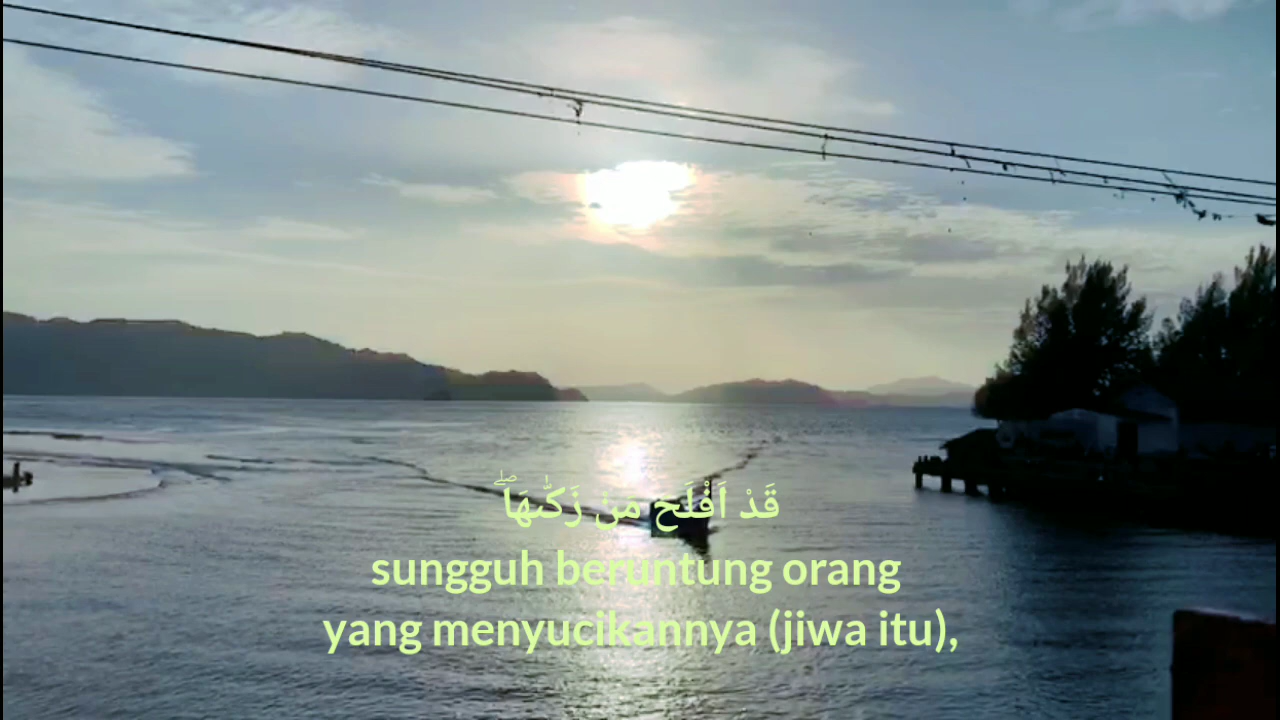 قَدْ اَفْلَحَ مَنْ زَكّٰىهَاۖ
sungguh beruntung orang
yang menyucikannya (jiwa itu),